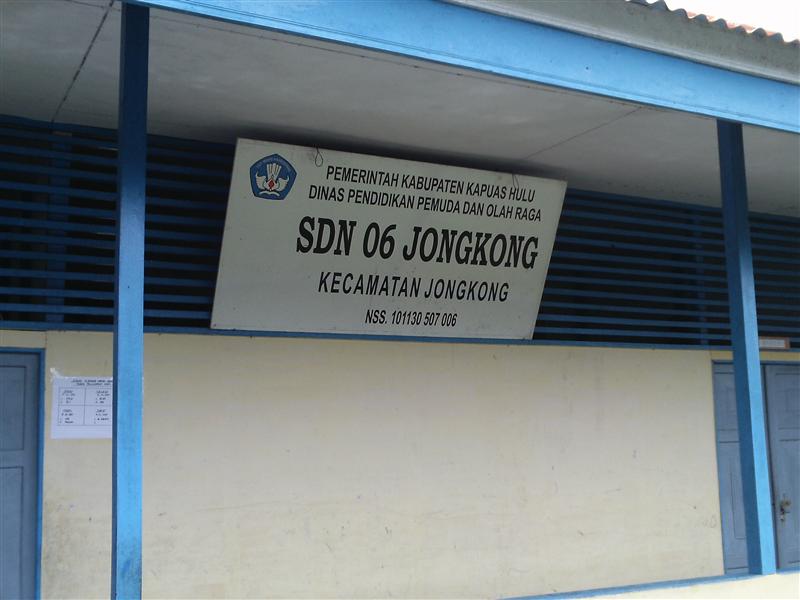 PEMERINTAH KABUPATEN KAPUAS HULU
DINAS PENDIDIKAN PEMUDA DAN OLAH RAGA
SDN 06 JONGKONG
KECAMATAN JONGKONG
NSS. 101130 507 006